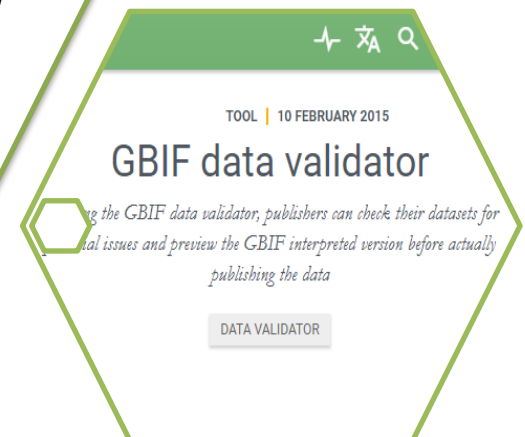 TOOL | 10 FEBRUARY 2015
GBIF data validator
the GBIF data validator, publishers can check their datasets for
issues and preview the GBIF interpreted version before actually
publishing the data
DATA VALIDATOR